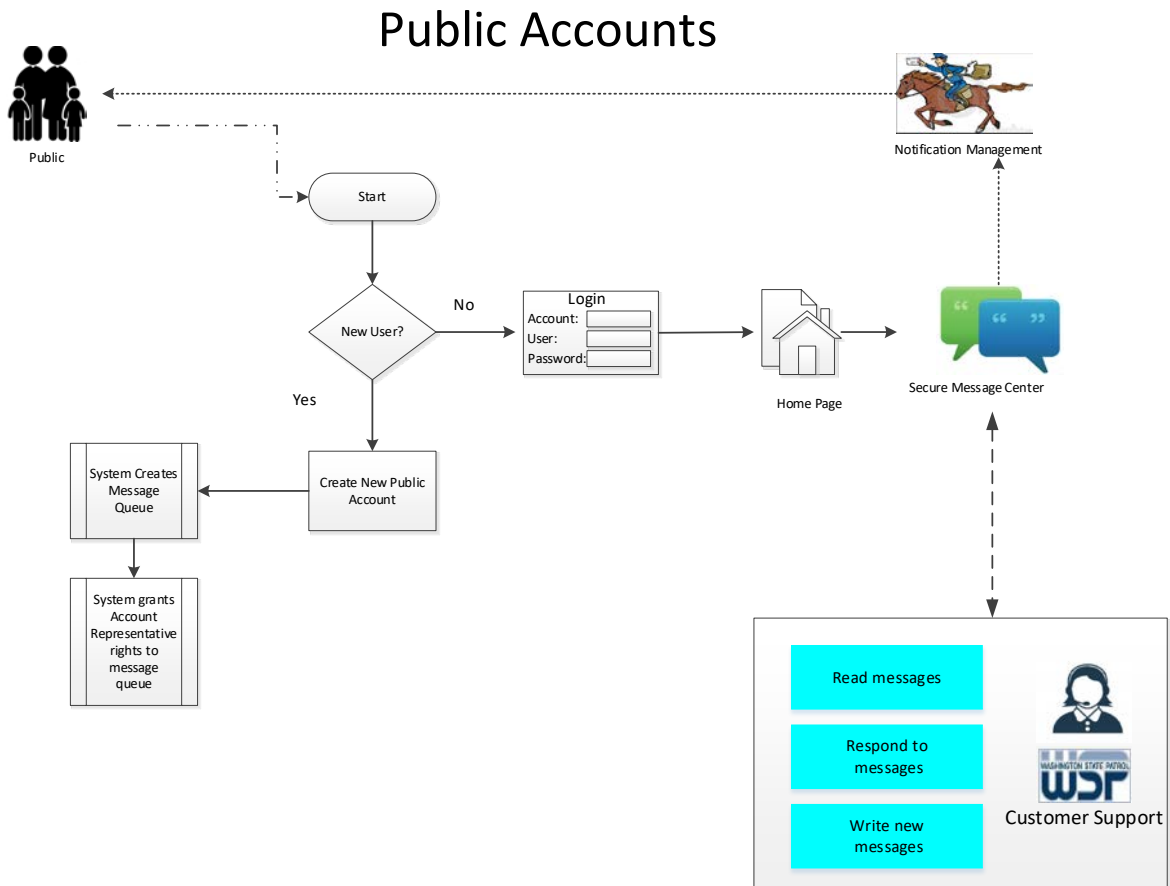 Public Accounts
Public
Notification Management
Start
New User?
No
Yes
Login
Account:
User:
Password:
Home Page
“ “ ”
Secure Message Center
Create New Public
Account
System Creates
Message
Queue
System grants
Account
Representative
rights to
message
queue
Read messages
Respond to
messages
Write new
messages
WASHINGTON STATE PATROL
WSP
Customer Support